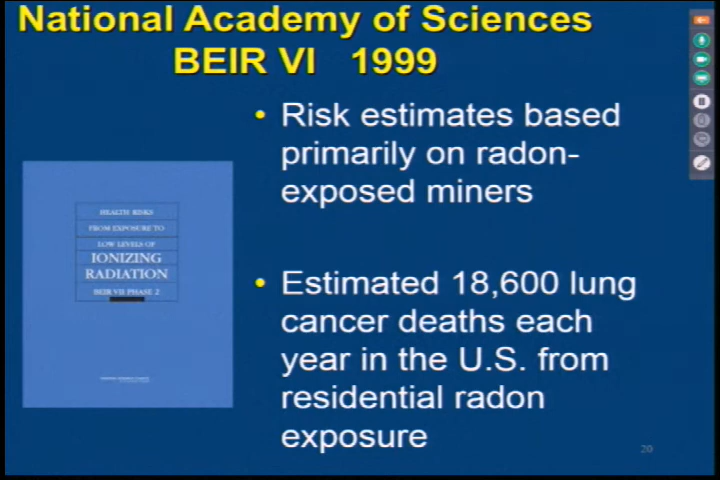 National Academy of Sciences
BEIR VI 1999
• Risk estimates based
primarily on radon-
exposed miners
HEALTH RISKS
FROM EXPOSURE TO
LOW LEVELS OF
IONIZING
RADIATION
BEIR VII PHASE 2
• Estimated 18,600 lung
cancer deaths each
year in the U.S. from
residential radon
exposure
20